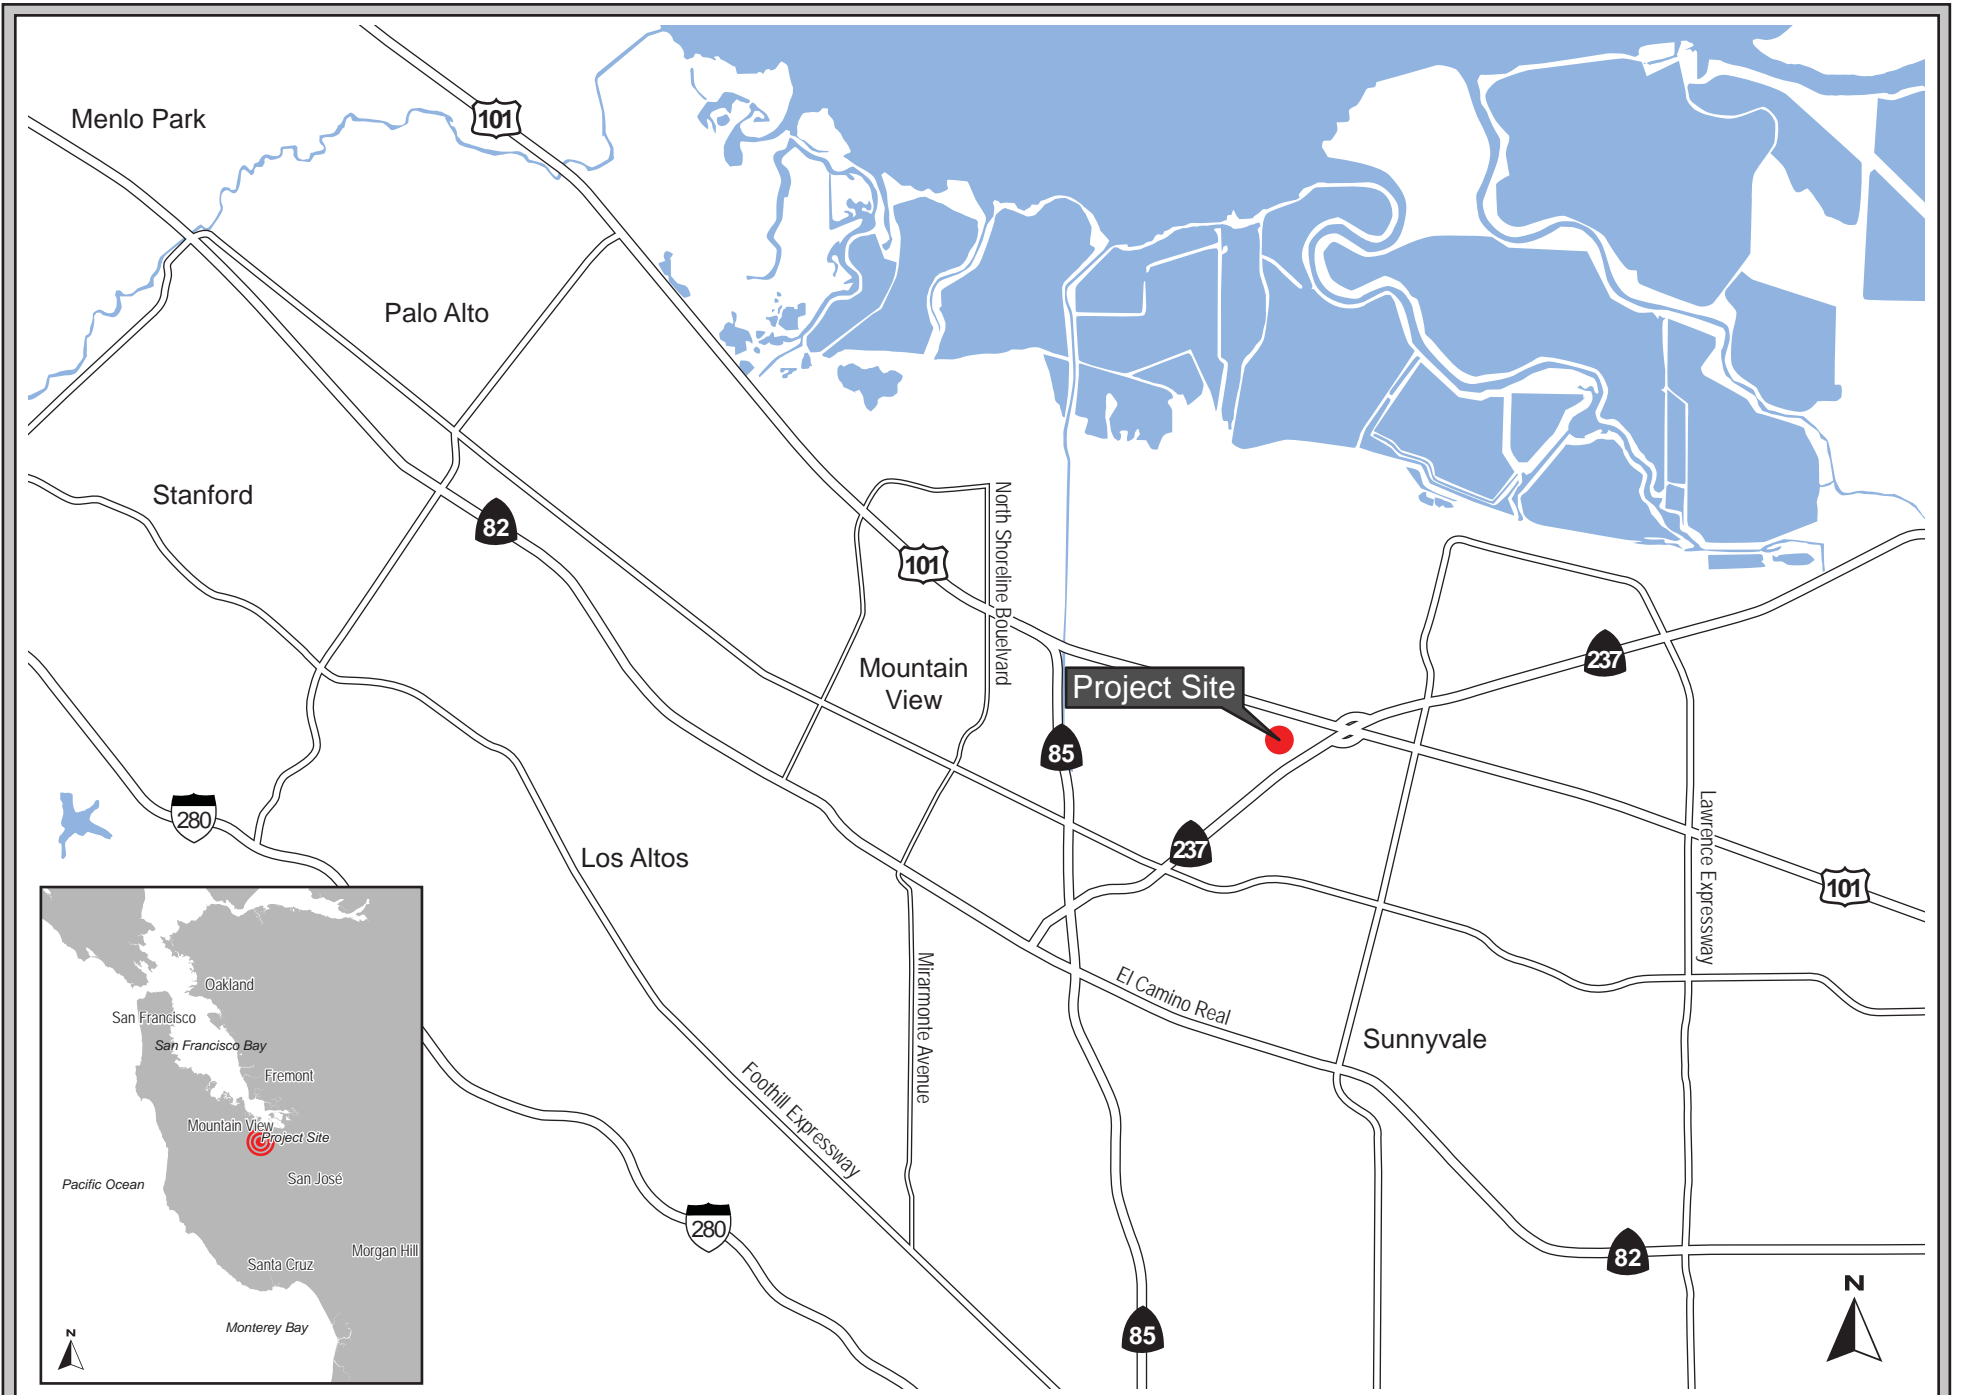 Menlo Park
101
Palo Alto
Stanford
82
101
North Shoreline Bouelvard
Mountain
View
Project Site
237
85
280
237
Los Altos
Lawrence Expressway
101
El Camino Real
Mirarmonte Avenue
Sunnyvale
Foothill Expressway
280
82
85
N
Oakland
San Francisco
San Francisco Bay
Fremont
Mountain View
Project Site
San José
Pacific Ocean
Morgan Hill
Santa Cruz
Monterey Bay
N